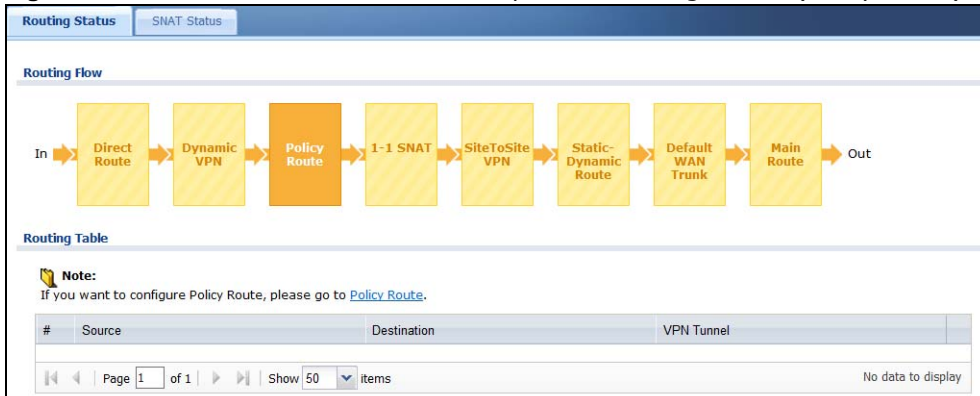 Routing Status SNAT Status
Routing Flow
In Direct Route Dynamic VPN Policy Route 1-1 SNAT SiteToSite VPN Static-Dynamic Route Default WAN Trunk Main Route Out
Routing Table
Note:
If you want to configure Policy Route, please go to Policy Route.
# Source Destination VPN Tunnel
Page 1 of 1 Show 50 items No data to display